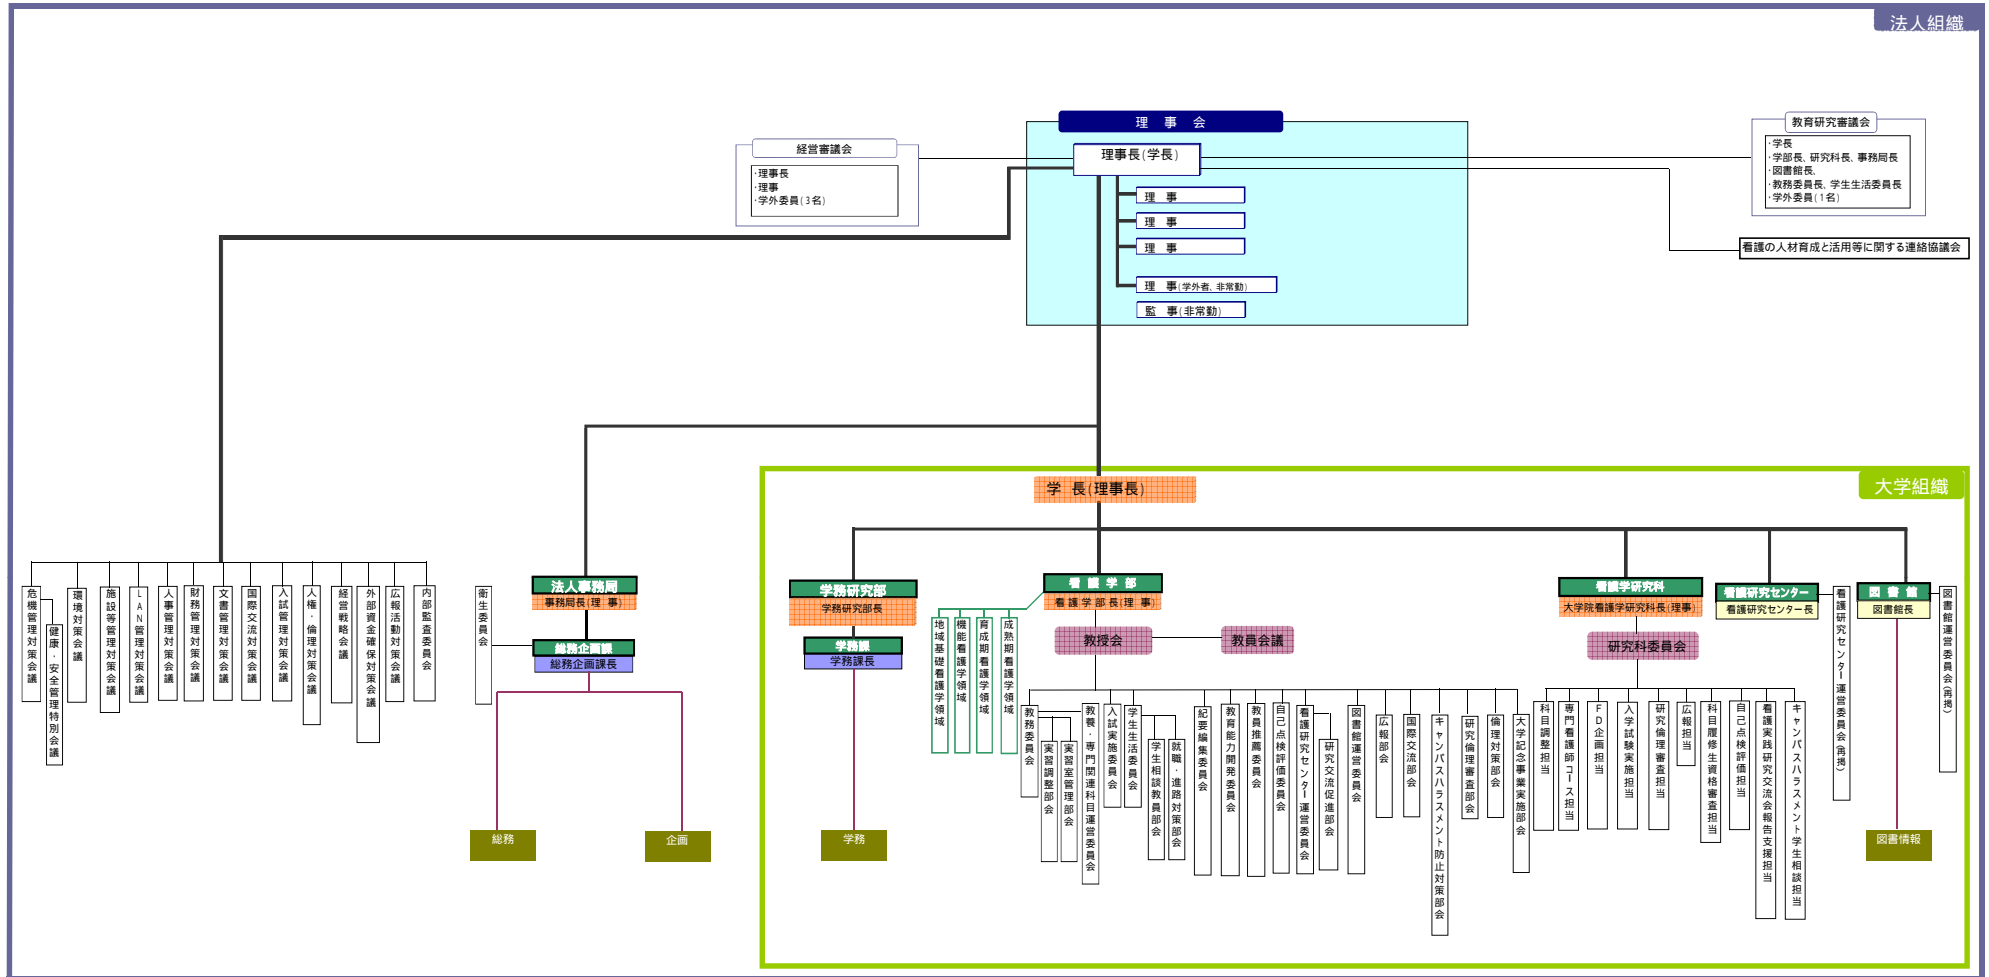 法人組織
理 事 会
理事長(学長)
理 事
理 事
理 事
理 事(学外者、非常勤)
監 事(非常勤)
経営審議会
・理事長
・理事
・学外委員(3名)
教育研究審議会
・学長
・学部長、研究科長、事務局長
・図書館長、
・教務委員長、学生生活委員長
・学外委員(1名)
看護の人材育成と活用等に関する連絡協議会
大学組織
学 長(理事長)
危機管理対策会議
健康・安全管理特別会議
環境対策会議
施設等管理対策会議
LAN管理対策会議
人事管理対策会議
財務管理対策会議
文書管理対策会議
国際交流対策会議
入試管理対策会議
人権・倫理対策会議
経営戦略会議
外部資金確保対策会議
広報活動対策会議
内部監査委員会
衛生委員会
法人事務局
事務局長(理 事)
総務企画課
総務企画課長
総務
企画
学務研究部
学務研究部長
学務課
学務課長
学務
看 護 学 部
看 護 学 部 長(理 事)
地域基礎看護学領域
機能看護学領域
育成期看護学領域
成熟期看護学領域
教授会
教員会議
教務委員会
実習調整部会
実習室管理部会
教養・専門関連科目運営委員会
入試実施委員会
学生生活委員会
学生相談教員部会
就職・進路対策部会
紀要編集委員会
教育能力開発委員会
教員推薦委員会
自己点検評価委員会
看護研究センター運営委員会
研究交流促進部会
図書館運営委員会
広報部会
国際交流部会
キャンパスハラスメント防止対策部会
研究倫理審査部会
倫理対策部会
大学記念事業実施部会
看護学研究科
大学院看護学研究科長(理事)
研究科委員会
科目調整担当
専門看護師コース担当
FD企画担当
入学試験実施担当
研究倫理審査担当
広報担当
科目履修生資格審査担当
自己点検評価担当
看護実践研究交流会報告支援担当
キャンパスハラスメント学生相談担当
看護研究センター
看護研究センター長
看護研究センター運営委員会(再掲)
図 書 館
図書館長
図書館運営委員会(再掲)
図書情報